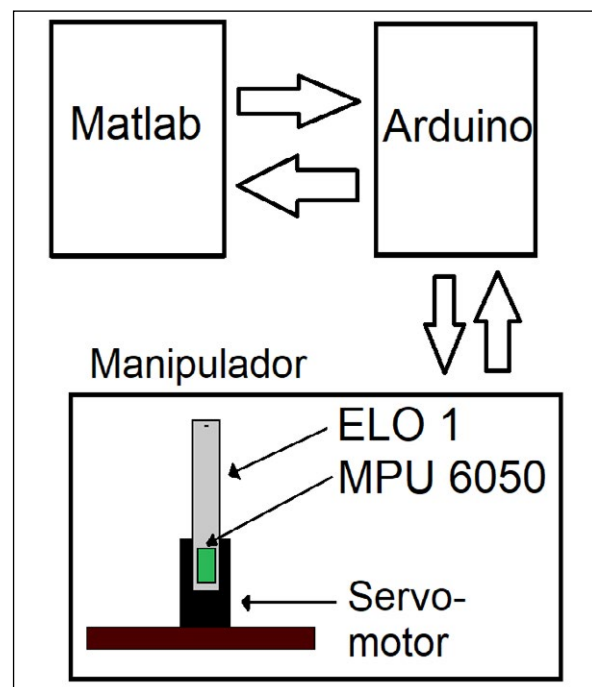 Matlab
Arduino
Manipulador
ELO 1
MPU 6050
Servo-
motor